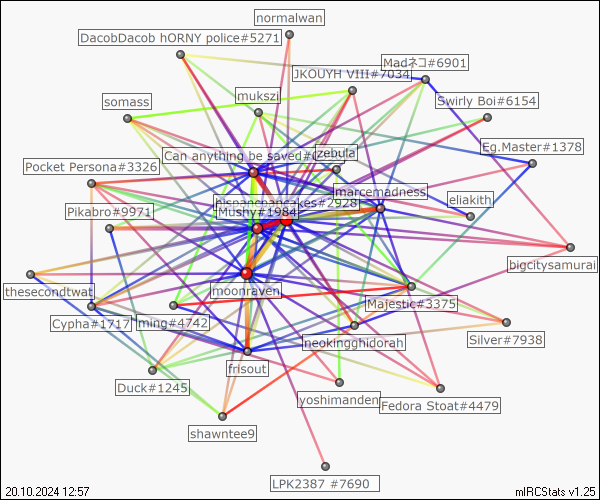 normalwan
DacobDacob hORNY police#5271
Madネコ#6901
JKOUYH VIII#7034
mukszi
somass
Swirly Boi#6154
Eg.Master#1378
Can anything be saved#0
zebula
Pocket Persona#3326
marcemadness
eliakith
hispancpancakes#2928
Mushy#1984
Pikabro#9971
bigcitysamurai
thesecondtwat
moonraven
Majestic#3375
Cypha#1717
ming#4742
neokingghidorah
Silver#7938
frisout
Duck#1245
yoshimanden
Fedora Stoat#4479
shawntee9
LPK2387 #7690
20.10.2024 12:57
mIRCStats v1.25